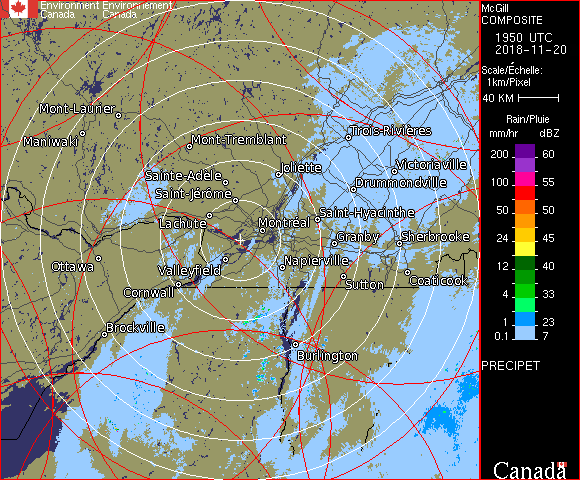 Environment Environnement
Canada Canada
McGill
COMPOSITE
1950 UTC
2018-11-20
Scale/Échelle:
1km/Pixel
40 KM
Rain/Pluie
mm/hr dBZ
200 60
100 55
50 50
24 45
12 40
4 33
1 23
0.1 7
PRECIPET
Canada
Mont-Laurier
Maniwaki
Mont-Tremblant
Trois-Rivières
Joliette
Victoriaville
Sainte-Adèle
Drummondville
Saint-Jérôme
Saint-Hyacinthe
Lachute
Montréal
Granby
Sherbrooke
Ottawa
Valleyfield
Napierville
Cornwall
Sutton
Coaticook
Brockville
Burlington